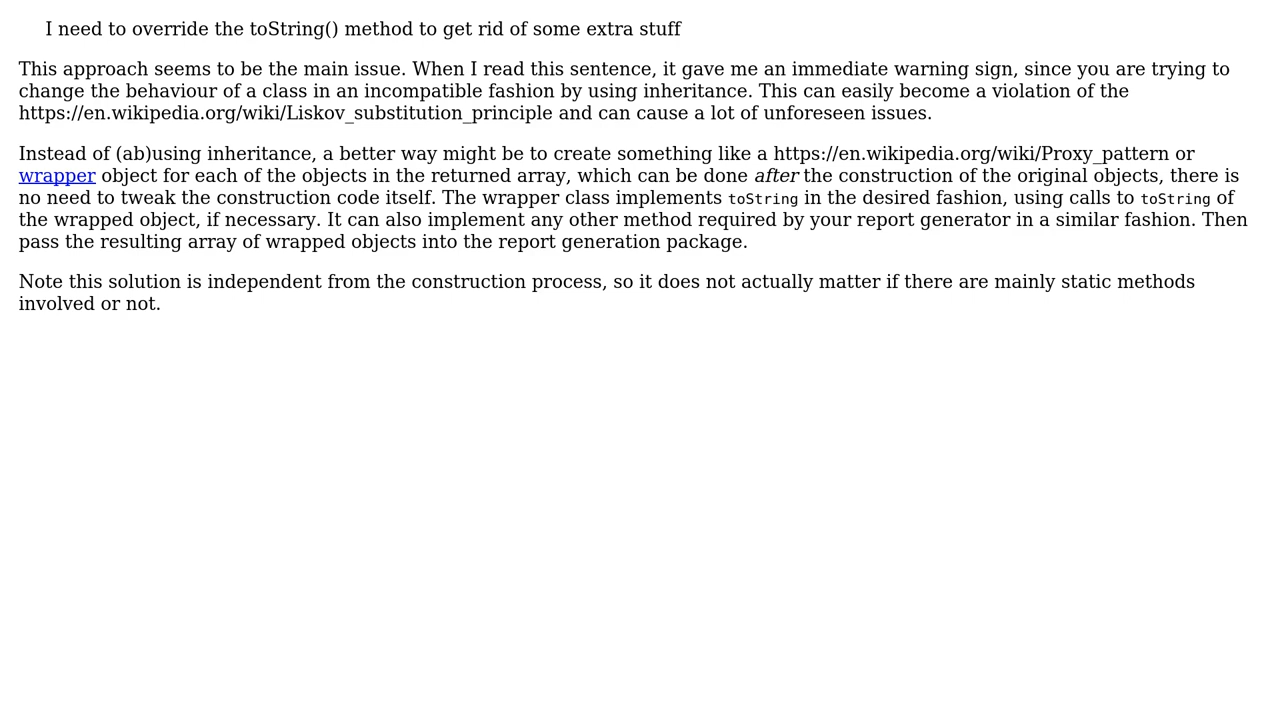 I need to override the toString() method to get rid of some extra stuff
This approach seems to be the main issue. When I read this sentence, it gave me an immediate warning sign, since you are trying to
change the behaviour of a class in an incompatible fashion by using inheritance. This can easily become a violation of the
https://en.wikipedia.org/wiki/Liskov_substitution_principle and can cause a lot of unforeseen issues.
Instead of (ab)using inheritance, a better way might be to create something like a https://en.wikipedia.org/wiki/Proxy_pattern or
wrapper object for each of the objects in the returned array, which can be done after the construction of the original objects, there is
no need to tweak the construction code itself. The wrapper class implements toString in the desired fashion, using calls to toString of
the wrapped object, if necessary. It can also implement any other method required by your report generator in a similar fashion. Then
pass the resulting array of wrapped objects into the report generation package.
Note this solution is independent from the construction process, so it does not actually matter if there are mainly static methods
involved or not.